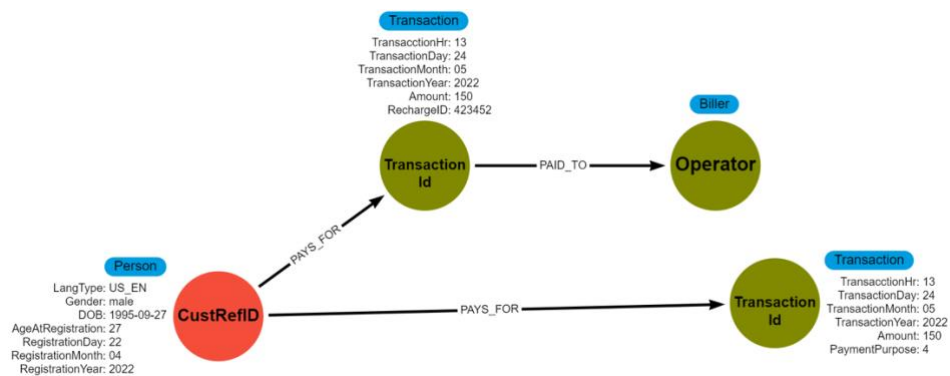 Transaction
TransacctionHr: 13
TransactionDay: 24
TransactionMonth: 05
TransactionYear: 2022
Amount: 150
RechargeID: 423452
Transaction
Id
PAID_TO
Biller
Operator
PAYS_FOR
Person
LangType: US_EN
Gender: male
DOB: 1995-09-27
AgeAtRegistration: 27
RegistrationDay: 22
RegistrationMonth: 04
RegistrationYear: 2022
CustRefID
PAYS_FOR
Transaction
Id
Transaction
TransacctionHr: 13
TransactionDay: 24
TransactionMonth: 05
TransactionYear: 2022
Amount: 150
PaymentPurpose: 4